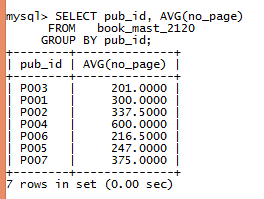 mysql> SELECT pub_id, AVG(no_page)
FROM book_mast_2120
GROUP BY pub_id;
+--------+--------------+
| pub_id | AVG(no_page) |
+--------+--------------+
| P003 | 201.0000 |
| P001 | 300.0000 |
| P002 | 337.5000 |
| P004 | 600.0000 |
| P006 | 216.5000 |
| P005 | 247.0000 |
| P007 | 375.0000 |
+--------+--------------+
7 rows in set (0.00 sec)